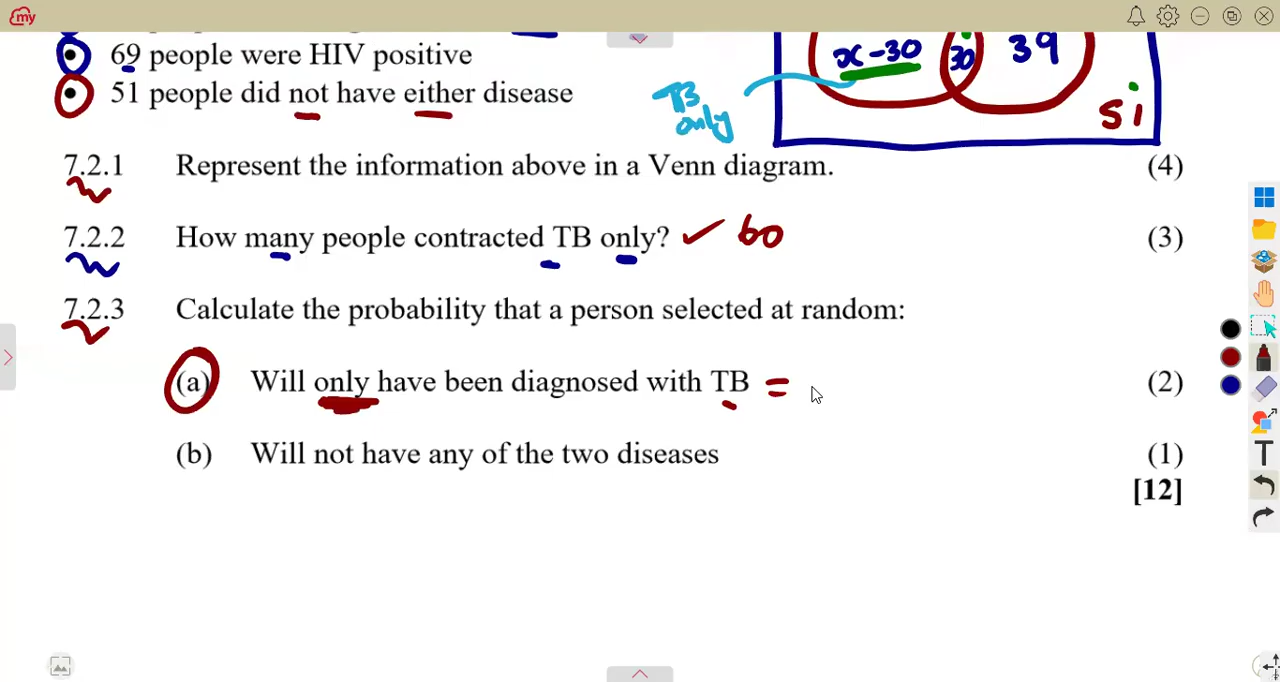 my
69 people were HIV positive
x-30 30 39
51 people did not have either disease
TB only
51
7.2.1 Represent the information above in a Venn diagram. (4)
7.2.2 How many people contracted TB only? ✓ 60 (3)
7.2.3 Calculate the probability that a person selected at random:
(a) Will only have been diagnosed with TB = (2)
(b) Will not have any of the two diseases (1)
[12]
T